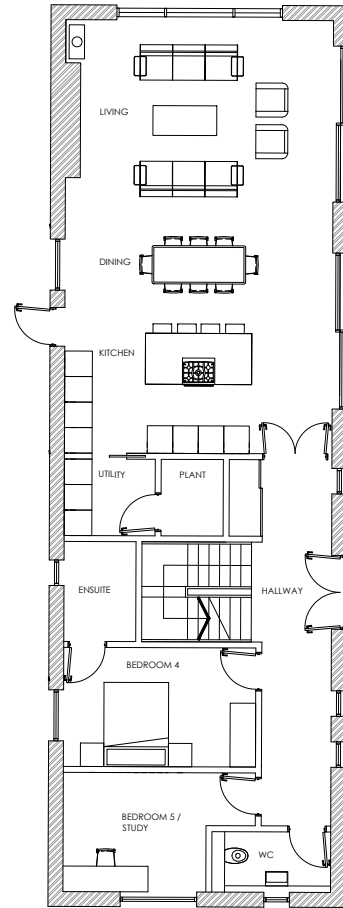 LIVING
DINING
KITCHEN
UTILITY
PLANT
ENSUITE
HALLWAY
BEDROOM 4
BEDROOM 5 /
STUDY
WC